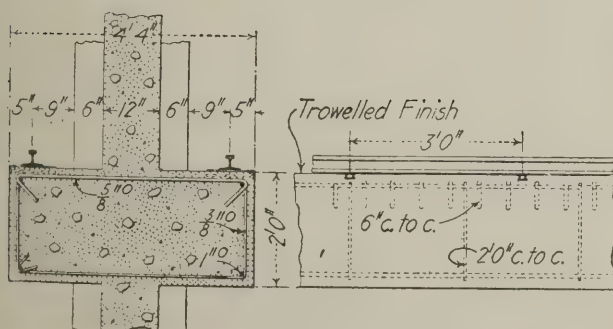 4'4"
5" 9" 6" 12" 6" 9" 5"
Trowelled Finish
3'0"
5/8"⌀
3/8"⌀
1"⌀
2'0"
6" c. to c.
2'0" c. to c.